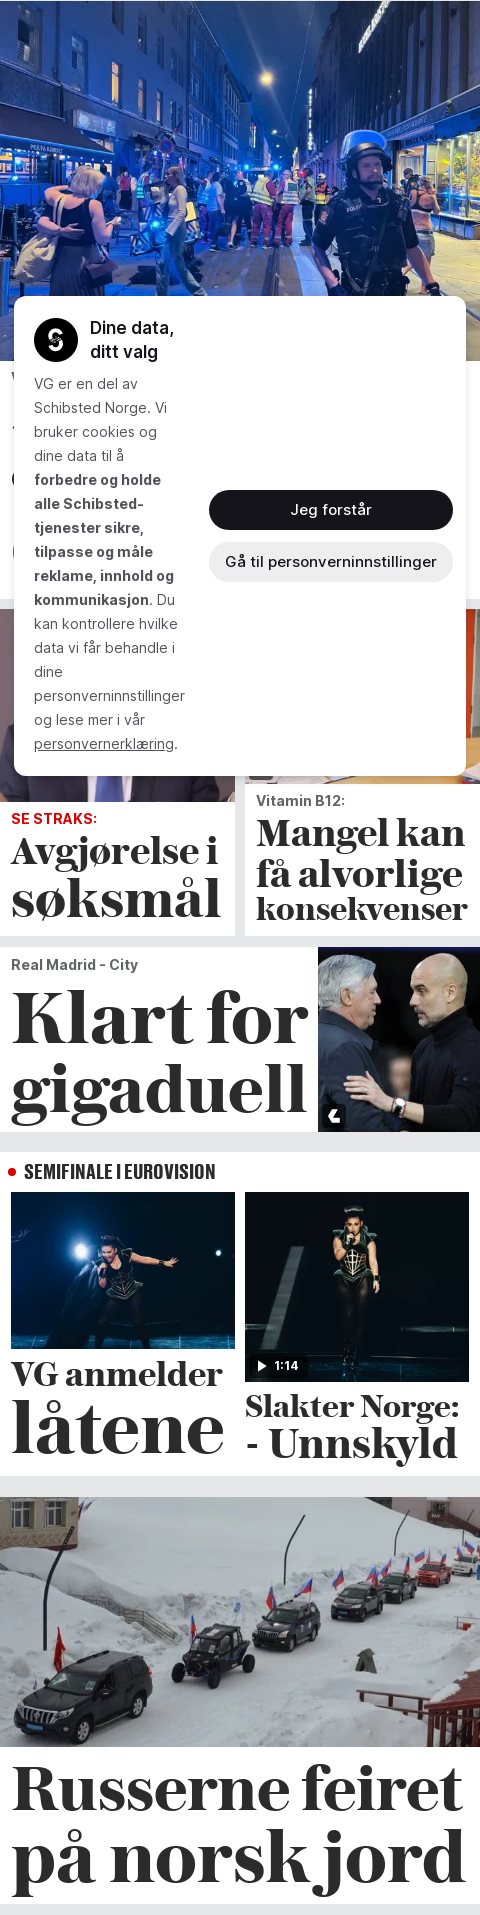 Dine data,
ditt valg
VG er en del av
Schibsted Norge. Vi
bruker cookies og
dine data til å
forbedre og holde
alle Schibsted-
tjenester sikre,
tilpasse og måle
reklame, innhold og
kommunikasjon. Du
kan kontrollere hvilke
data vi får behandle i
dine
personverninnstillinger
og lese mer i vår
personvernerklæring.
Jeg forstår
Gå til personverninnstillinger
SE STRAKS:
Avgjørelse i
søksmål
Vitamin B12:
Mangel kan
få alvorlige
konsekvenser
Real Madrid - City
Klart for
gigaduell
SEMIFINALE I EUROVISION
VG anmelder
låtene
1:14
Slakter Norge:
- Unnskyld
Russerne feiret
på norsk jord